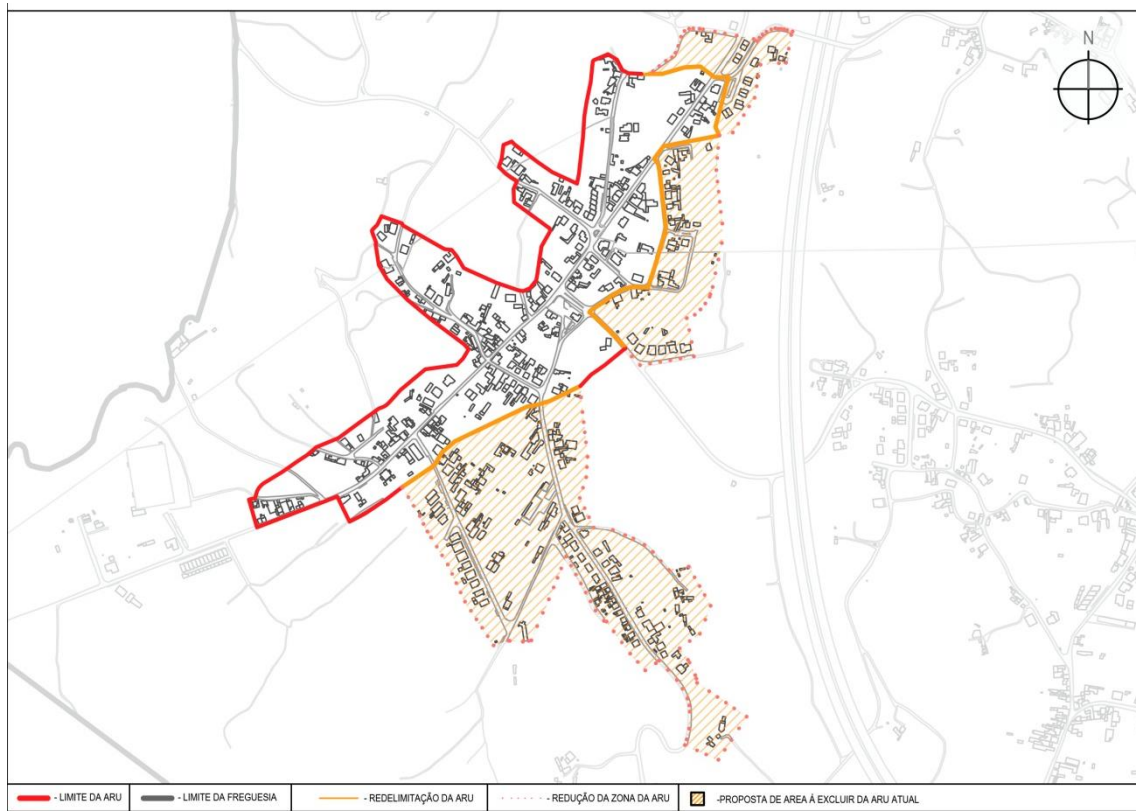 N
- LIMITE DA ARU - LIMITE DA FREGUESIA - REDELIMITAÇÃO DA ARU - REDUÇÃO DA ZONA DA ARU -PROPOSTA DE AREA Á EXCLUIR DA ARU ATUAL